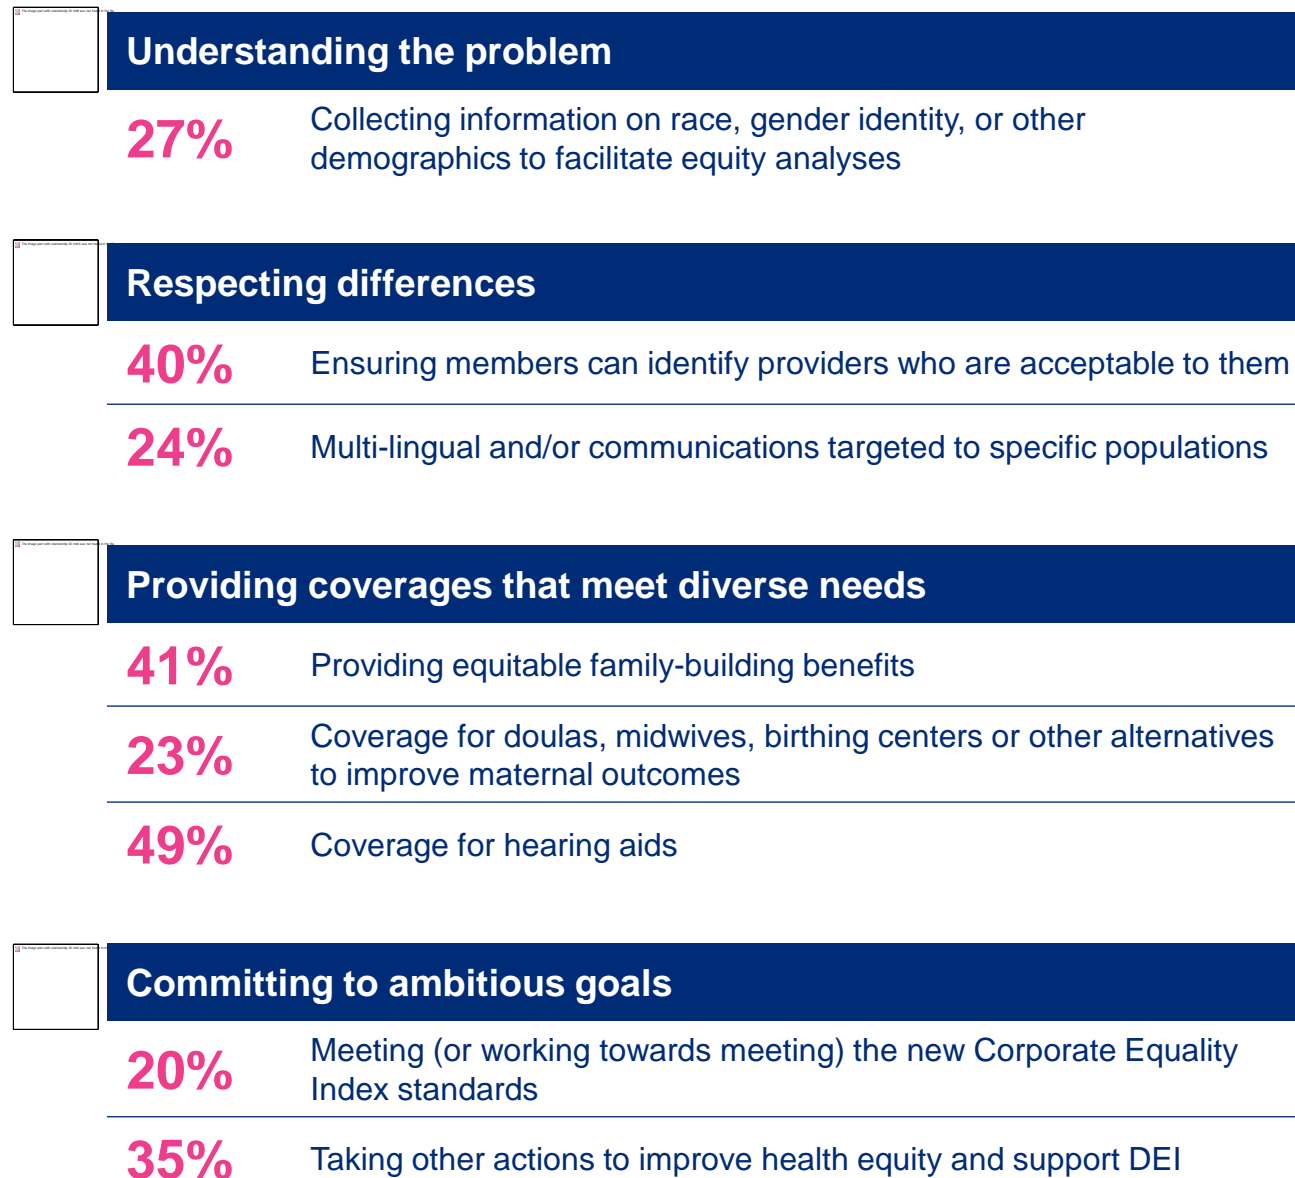 Understanding the problem
27%
Collecting information on race, gender identity, or other
demographics to facilitate equity analyses
Respecting differences
40%
Ensuring members can identify providers who are acceptable to them
24%
Multi-lingual and/or communications targeted to specific populations
Providing coverages that meet diverse needs
41%
Providing equitable family-building benefits
23%
Coverage for doulas, midwives, birthing centers or other alternatives
to improve maternal outcomes
49%
Coverage for hearing aids
Committing to ambitious goals
20%
Meeting (or working towards meeting) the new Corporate Equality
Index standards
35%
Taking other actions to improve health equity and support DEI